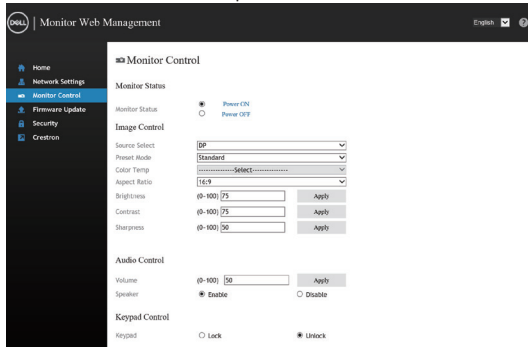 DELL | Monitor Web Management
English
?
Home
Network Settings
Monitor Control
Firmware Update
Security
Crestron
Monitor Control
Monitor Status
Monitor Status Power ON
Power OFF
Image Control
Source Select DP
Preset Mode Standard
Color Temp ---------------Select---------------
Aspect Ratio 16:9
Brightness (0-100) 75 Apply
Contrast (0-100) 75 Apply
Sharpness (0-100) 50 Apply
Audio Control
Volume (0-100) 50 Apply
Speaker Enable Disable
Keypad Control
Keypad Lock Unlock